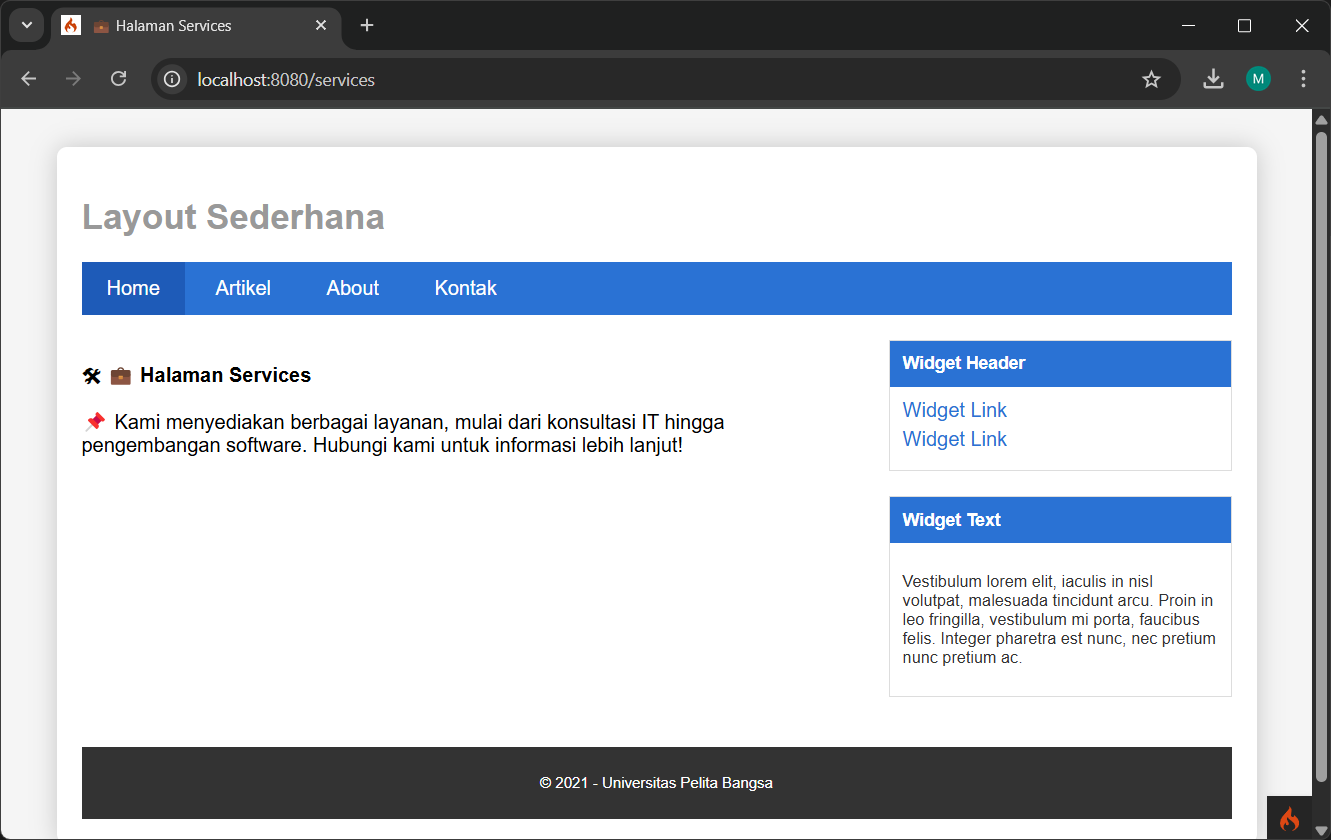 Halaman Services
localhost:8080/services
M
Layout Sederhana
Home Artikel About Kontak
🛠 💼 Halaman Services
📌 Kami menyediakan berbagai layanan, mulai dari konsultasi IT hingga
pengembangan software. Hubungi kami untuk informasi lebih lanjut!
Widget Header
Widget Link
Widget Link
Widget Text
Vestibulum lorem elit, iaculis in nisl
volutpat, malesuada tincidunt arcu. Proin in
leo fringilla, vestibulum mi porta, faucibus
felis. Integer pharetra est nunc, nec pretium
nunc pretium ac.
© 2021 - Universitas Pelita Bangsa